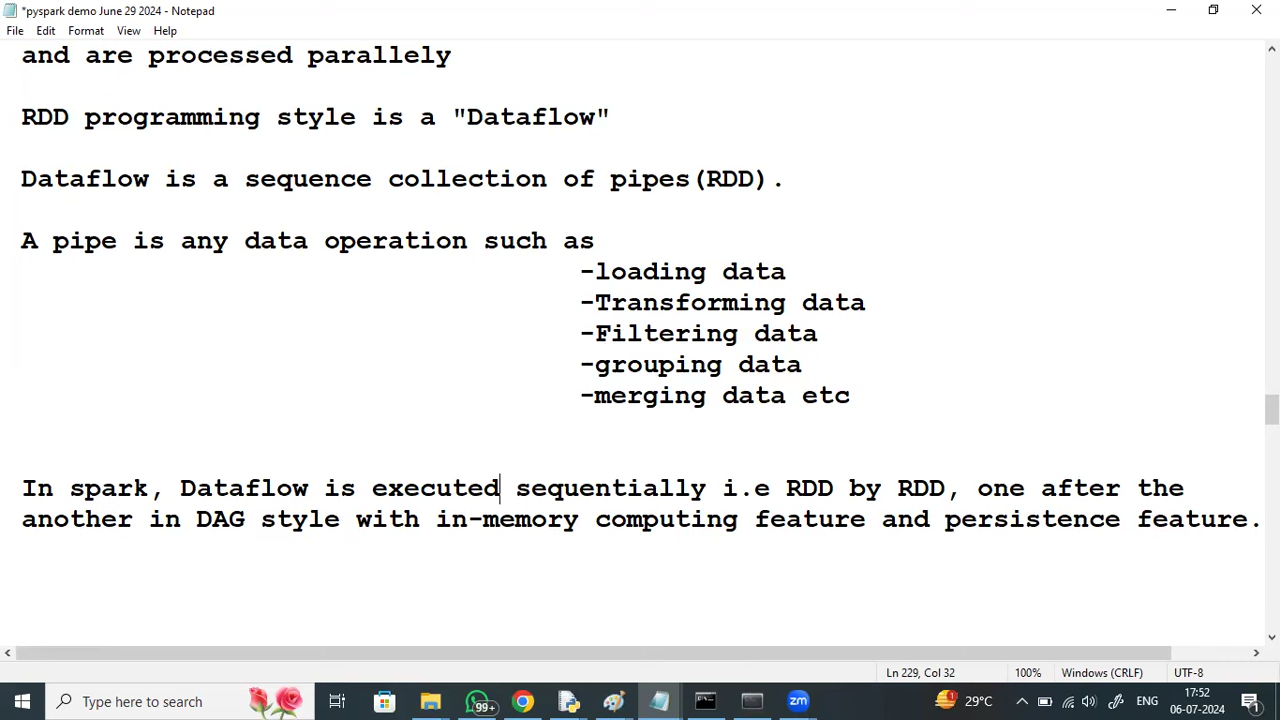 *pyspark demo June 29 2024 - Notepad
File Edit Format View Help
and are processed parallely
RDD programming style is a "Dataflow"
Dataflow is a sequence collection of pipes(RDD).
A pipe is any data operation such as
-loading data
-Transforming data
-Filtering data
-grouping data
-merging data etc
In spark, Dataflow is executed sequentially i.e RDD by RDD, one after the
another in DAG style with in-memory computing feature and persistence feature.
Ln 229, Col 32 100% Windows (CRLF) UTF-8
Type here to search 99+ zm 1 29°C ENG 17:52 06-07-2024 1